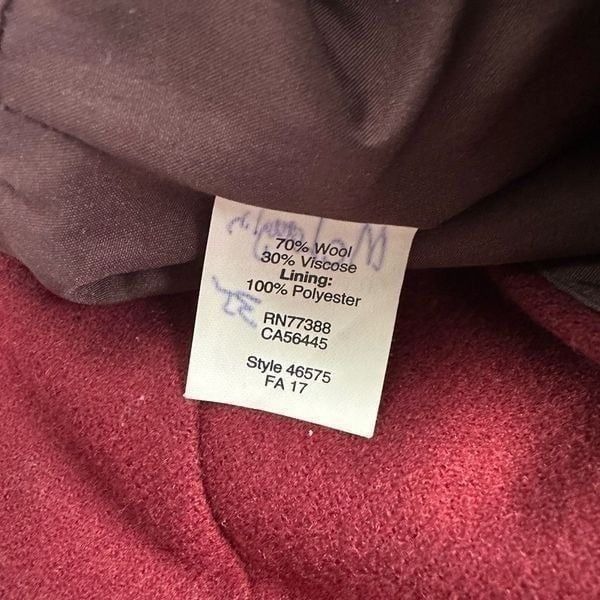 70% Wool
30% Viscose
Lining:
100% Polyester
RN77388
CA56445
Style 46575
FA 17